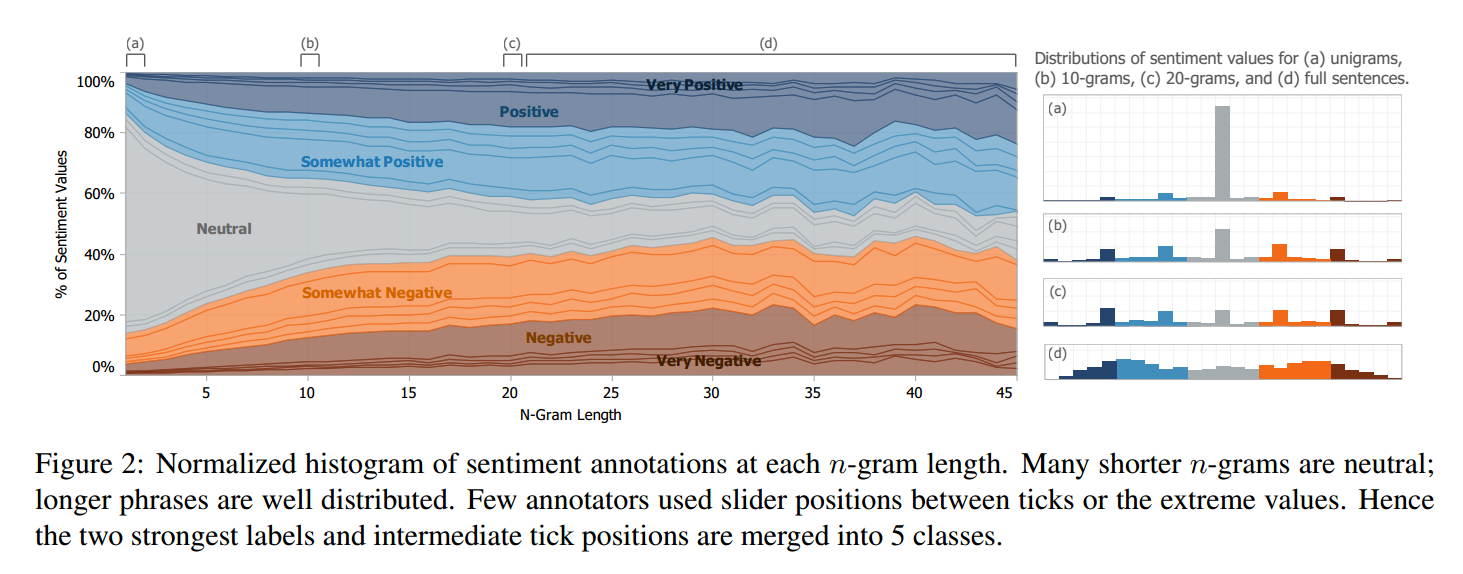 (a)
(b)
(c)
(d)
100%
80%
60%
40%
20%
0%
% of Sentiment Values
Very Positive
Positive
Somewhat Positive
Neutral
Somewhat Negative
Negative
Very Negative
5
10
15
20
25
30
35
40
45
N-Gram Length
Distributions of sentiment values for (a) unigrams,
(b) 10-grams, (c) 20-grams, and (d) full sentences.
(a)
(b)
(c)
(d)
Figure 2: Normalized histogram of sentiment annotations at each n-gram length. Many shorter n-grams are neutral;
longer phrases are well distributed. Few annotators used slider positions between ticks or the extreme values. Hence
the two strongest labels and intermediate tick positions are merged into 5 classes.